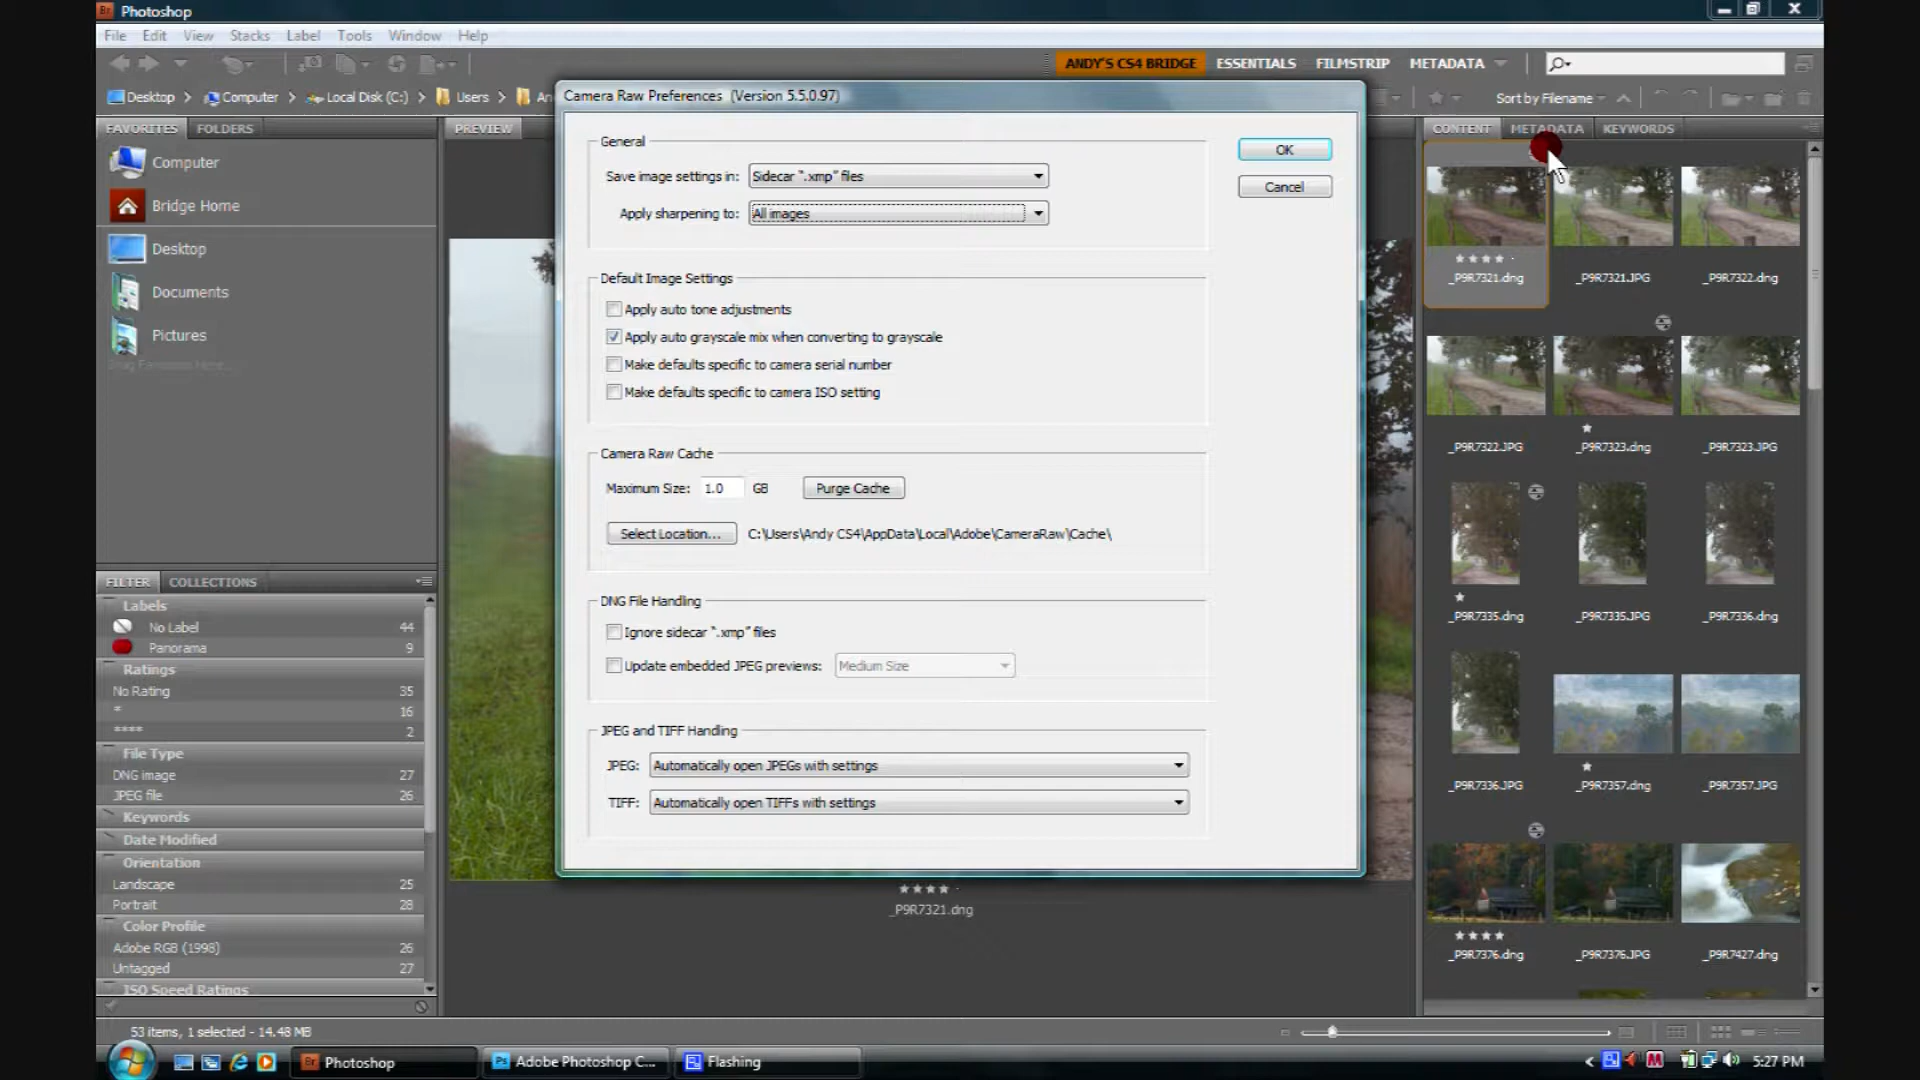 Br Photoshop
File Edit View Stacks Label Tools Window Help
ANDY'S CS4 BRIDGE ESSENTIALS FILMSTRIP METADATA
Desktop Computer Local Disk (C:) Users An
Sort by Filename
FAVORITES FOLDERS
PREVIEW
CONTENT METADATA KEYWORDS
Computer
Bridge Home
Desktop
Documents
Pictures
Drag Favorites Here...
Camera Raw Preferences (Version 5.5.0.97)
General
Save image settings in: Sidecar ".xmp" files
Apply sharpening to: All images
OK
Cancel
Default Image Settings
Apply auto tone adjustments
Apply auto grayscale mix when converting to grayscale
Make defaults specific to camera serial number
Make defaults specific to camera ISO setting
Camera Raw Cache
Maximum Size: 1.0 GB Purge Cache
Select Location... C:\Users\Andy CS4\AppData\Local\Adobe\CameraRaw\Cache\
DNG File Handling
Ignore sidecar ".xmp" files
Update embedded JPEG previews: Medium Size
JPEG and TIFF Handling
JPEG: Automatically open JPEGs with settings
TIFF: Automatically open TIFFs with settings
_P9R7321.dng
FILTER COLLECTIONS
Labels
No Label 44
Panorama 9
Ratings
No Rating 35
* 16
**** 2
File Type
DNG image 27
JPEG file 26
Keywords
Date Modified
Orientation
Landscape 25
Portrait 28
Color Profile
Adobe RGB (1998) 26
Untagged 27
ISO Speed Ratings
_P9R7321.dng _P9R7321.JPG _P9R7322.dng
_P9R7322.JPG _P9R7323.dng _P9R7323.JPG
_P9R7335.dng _P9R7335.JPG _P9R7336.dng
_P9R7336.JPG _P9R7357.dng _P9R7357.JPG
_P9R7376.dng _P9R7376.JPG _P9R7427.dng
53 items, 1 selected - 14.48 MB
Br Photoshop
Ps Adobe Photoshop C...
Flashing
5:27 PM